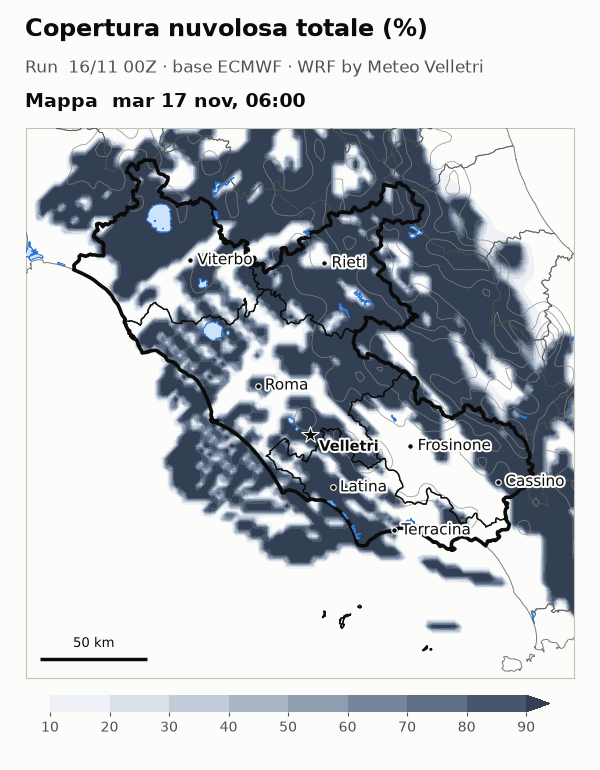 Copertura nuvolosa totale (%)
Run  16/11 00Z · base ECMWF · WRF by Meteo Velletri
Mappa  mar 17 nov, 06:00
Viterbo
Rieti
Roma
Velletri
Frosinone
Cassino
Latina
Terracina
50 km
10 20 30 40 50 60 70 80 90